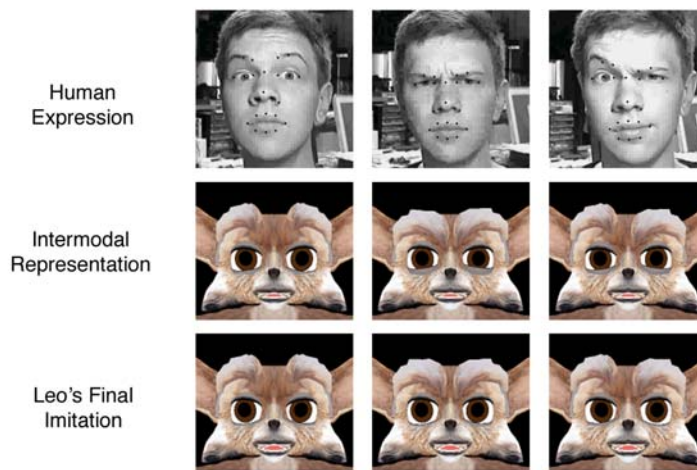 Human
Expression
Intermodal
Representation
Leo's Final
Imitation